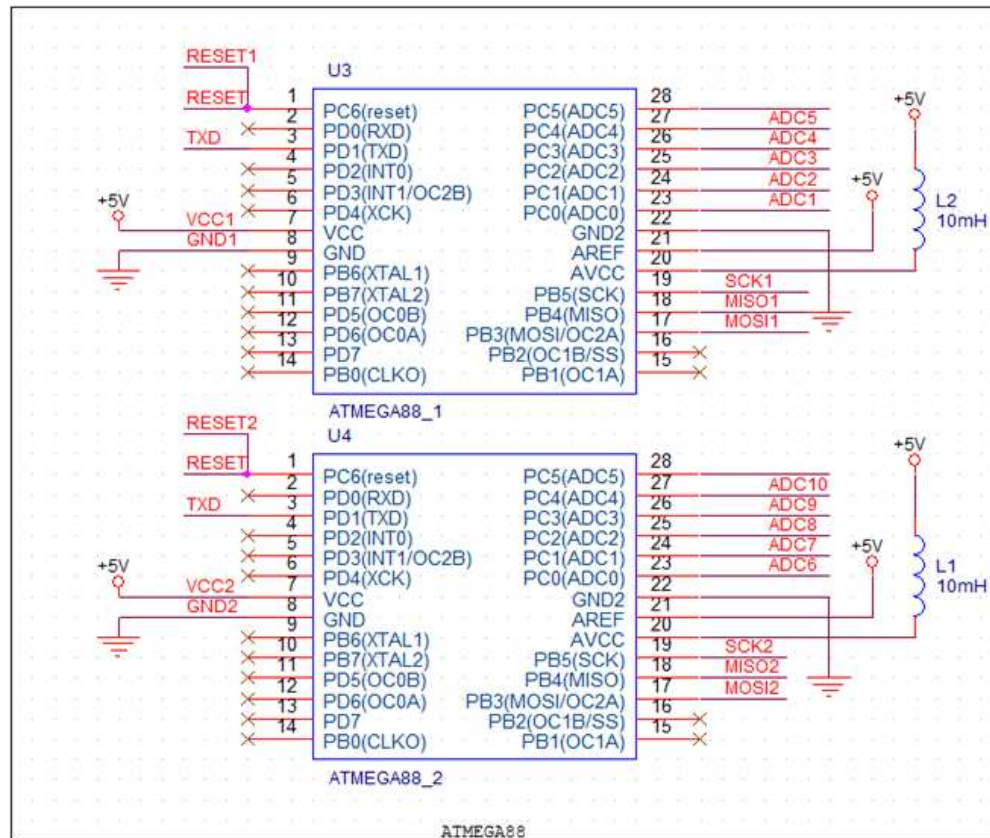 RESET1
RESET
TXD
+5V
VCC1
GND1
U3
1 PC6(reset) PC5(ADC5) 28
2 PD0(RXD) PC4(ADC4) 27 ADC5
3 PD1(TXD) PC3(ADC3) 26 ADC4
4 PD2(INT0) PC2(ADC2) 25 ADC3
5 PD3(INT1/OC2B) PC1(ADC1) 24 ADC2
6 PD4(XCK) PC0(ADC0) 23 ADC1
7 VCC GND2 22
8 GND AREF 21
9 PB6(XTAL1) AVCC 20
10 PB7(XTAL2) PB5(SCK) 19 SCK1
11 PD5(OC0B) PB4(MISO) 18 MISO1
12 PD6(OC0A) PB3(MOSI/OC2A) 17 MOSI1
13 PD7 PB2(OC1B/SS) 16
14 PB0(CLKO) PB1(OC1A) 15
+5V
+5V
L2
10mH
ATMEGA88_1
RESET2
RESET
TXD
+5V
VCC2
GND2
U4
1 PC6(reset) PC5(ADC5) 28
2 PD0(RXD) PC4(ADC4) 27 ADC10
3 PD1(TXD) PC3(ADC3) 26 ADC9
4 PD2(INT0) PC2(ADC2) 25 ADC8
5 PD3(INT1/OC2B) PC1(ADC1) 24 ADC7
6 PD4(XCK) PC0(ADC0) 23 ADC6
7 VCC GND2 22
8 GND AREF 21
9 PB6(XTAL1) AVCC 20
10 PB7(XTAL2) PB5(SCK) 19 SCK2
11 PD5(OC0B) PB4(MISO) 18 MISO2
12 PD6(OC0A) PB3(MOSI/OC2A) 17 MOSI2
13 PD7 PB2(OC1B/SS) 16
14 PB0(CLKO) PB1(OC1A) 15
+5V
+5V
L1
10mH
ATMEGA88_2
ATMEGA88